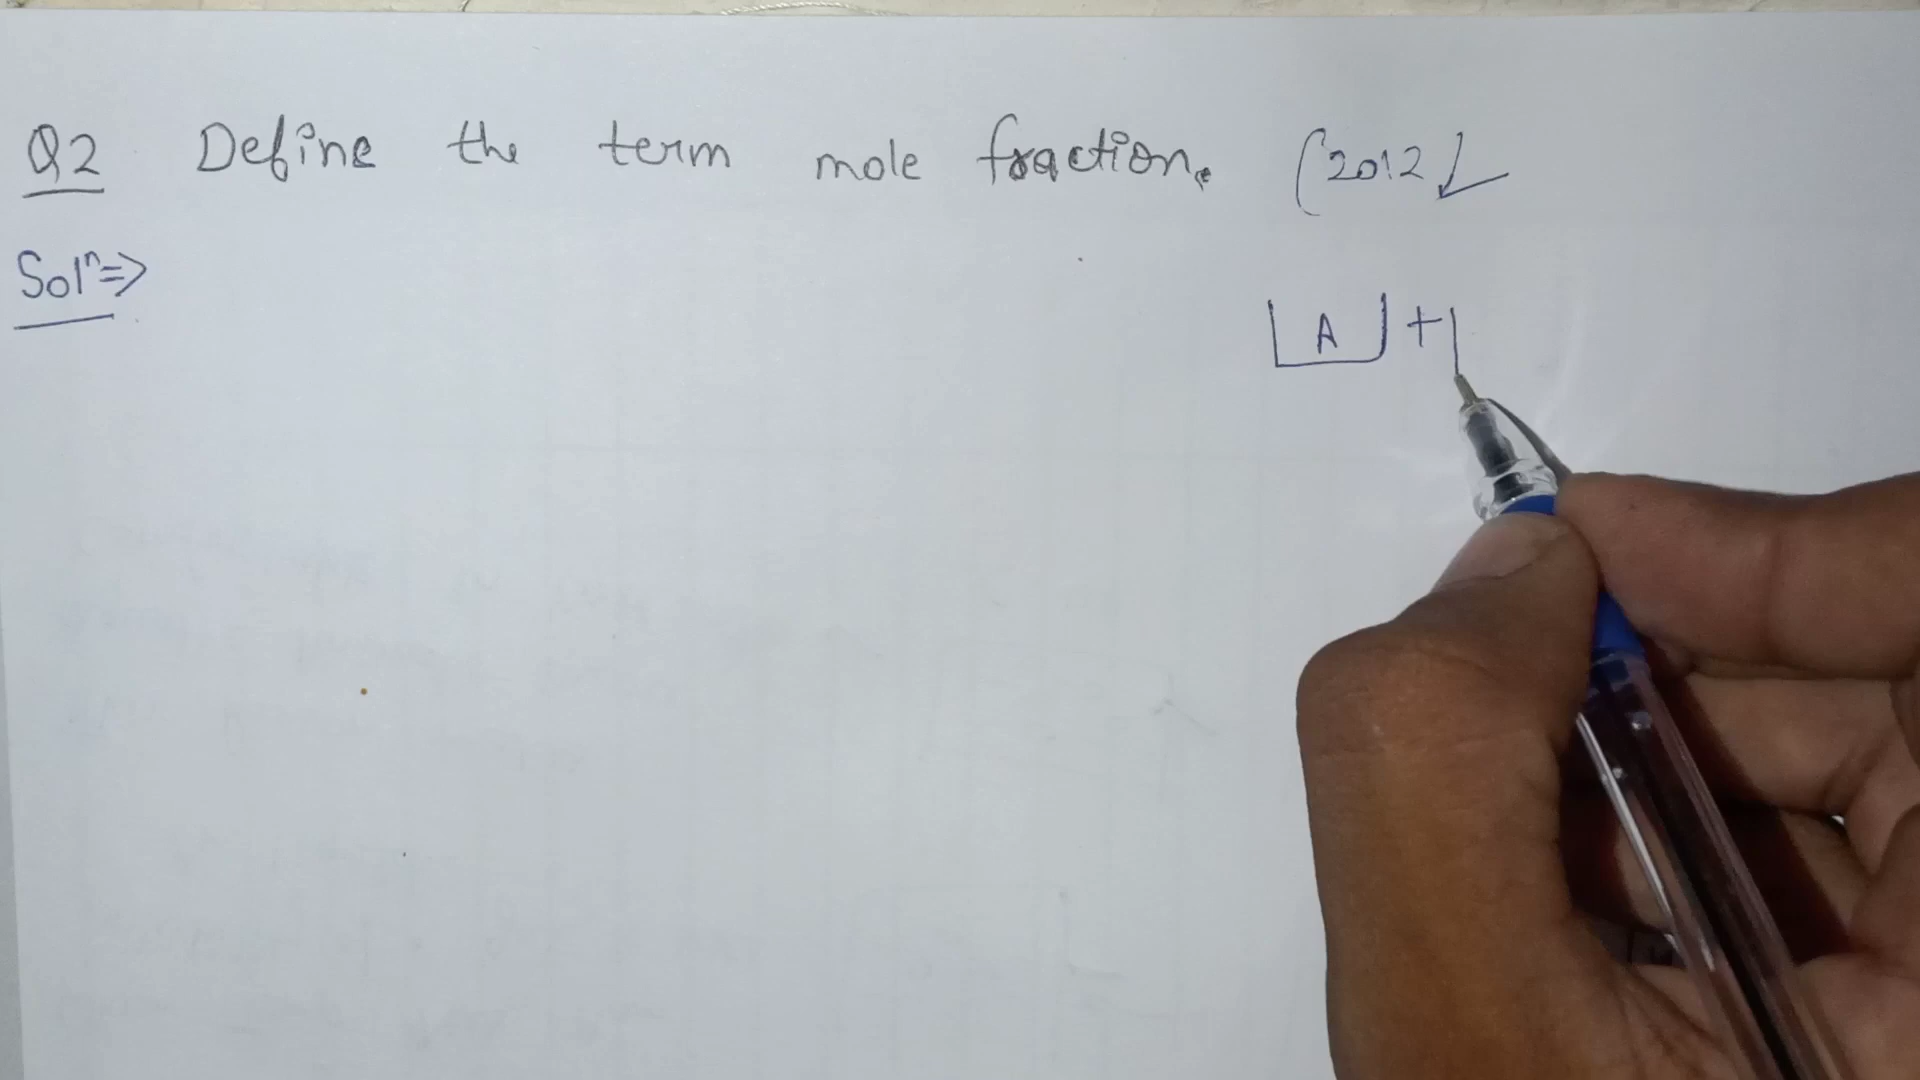 Q2 Define the term mole fraction. (2012
Solⁿ=>
A +